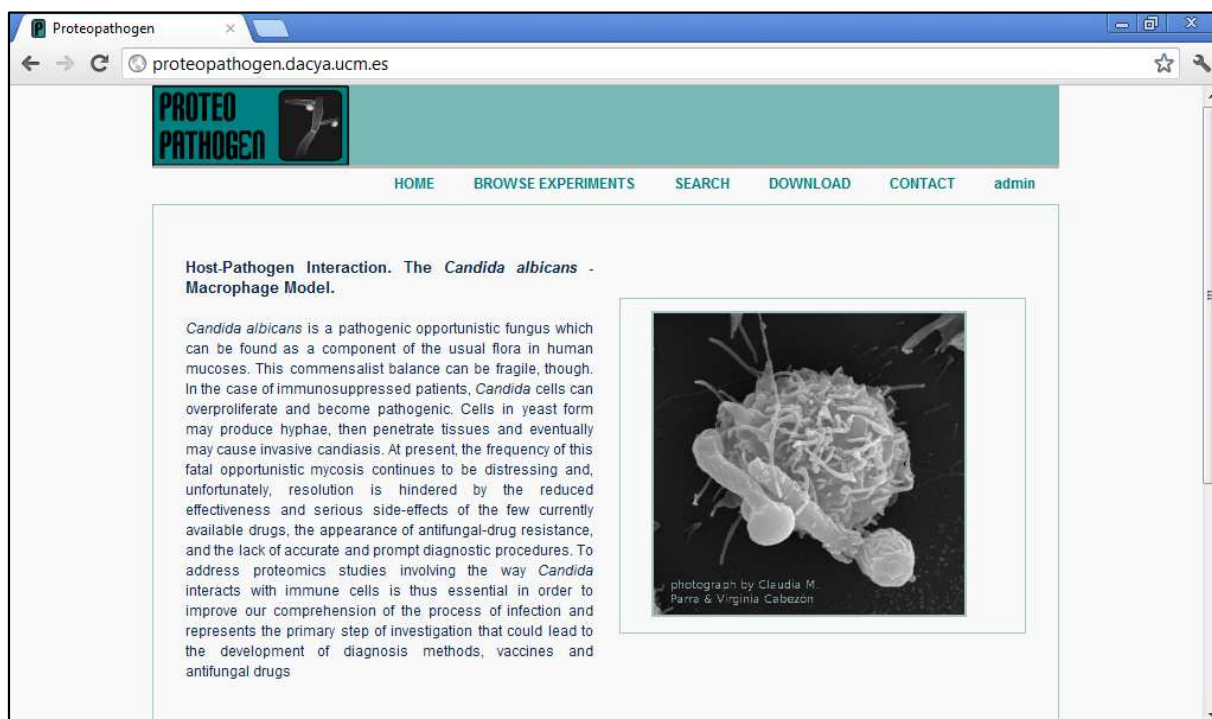 Proteopathogen
proteopathogen.dacya.ucm.es
PROTEO
PATHOGEN
HOME BROWSE EXPERIMENTS SEARCH DOWNLOAD CONTACT admin
Host-Pathogen Interaction. The Candida albicans -
Macrophage Model.
Candida albicans is a pathogenic opportunistic fungus which
can be found as a component of the usual flora in human
mucoses. This commensalist balance can be fragile, though.
In the case of immunosuppressed patients, Candida cells can
overproliferate and become pathogenic. Cells in yeast form
may produce hyphae, then penetrate tissues and eventually
may cause invasive candiasis. At present, the frequency of this
fatal opportunistic mycosis continues to be distressing and,
unfortunately, resolution is hindered by the reduced
effectiveness and serious side-effects of the few currently
available drugs, the appearance of antifungal-drug resistance,
and the lack of accurate and prompt diagnostic procedures. To
address proteomics studies involving the way Candida
interacts with immune cells is thus essential in order to
improve our comprehension of the process of infection and
represents the primary step of investigation that could lead to
the development of diagnosis methods, vaccines and
antifungal drugs
photograph by Claudia M.
Parra & Virginia Cabezón